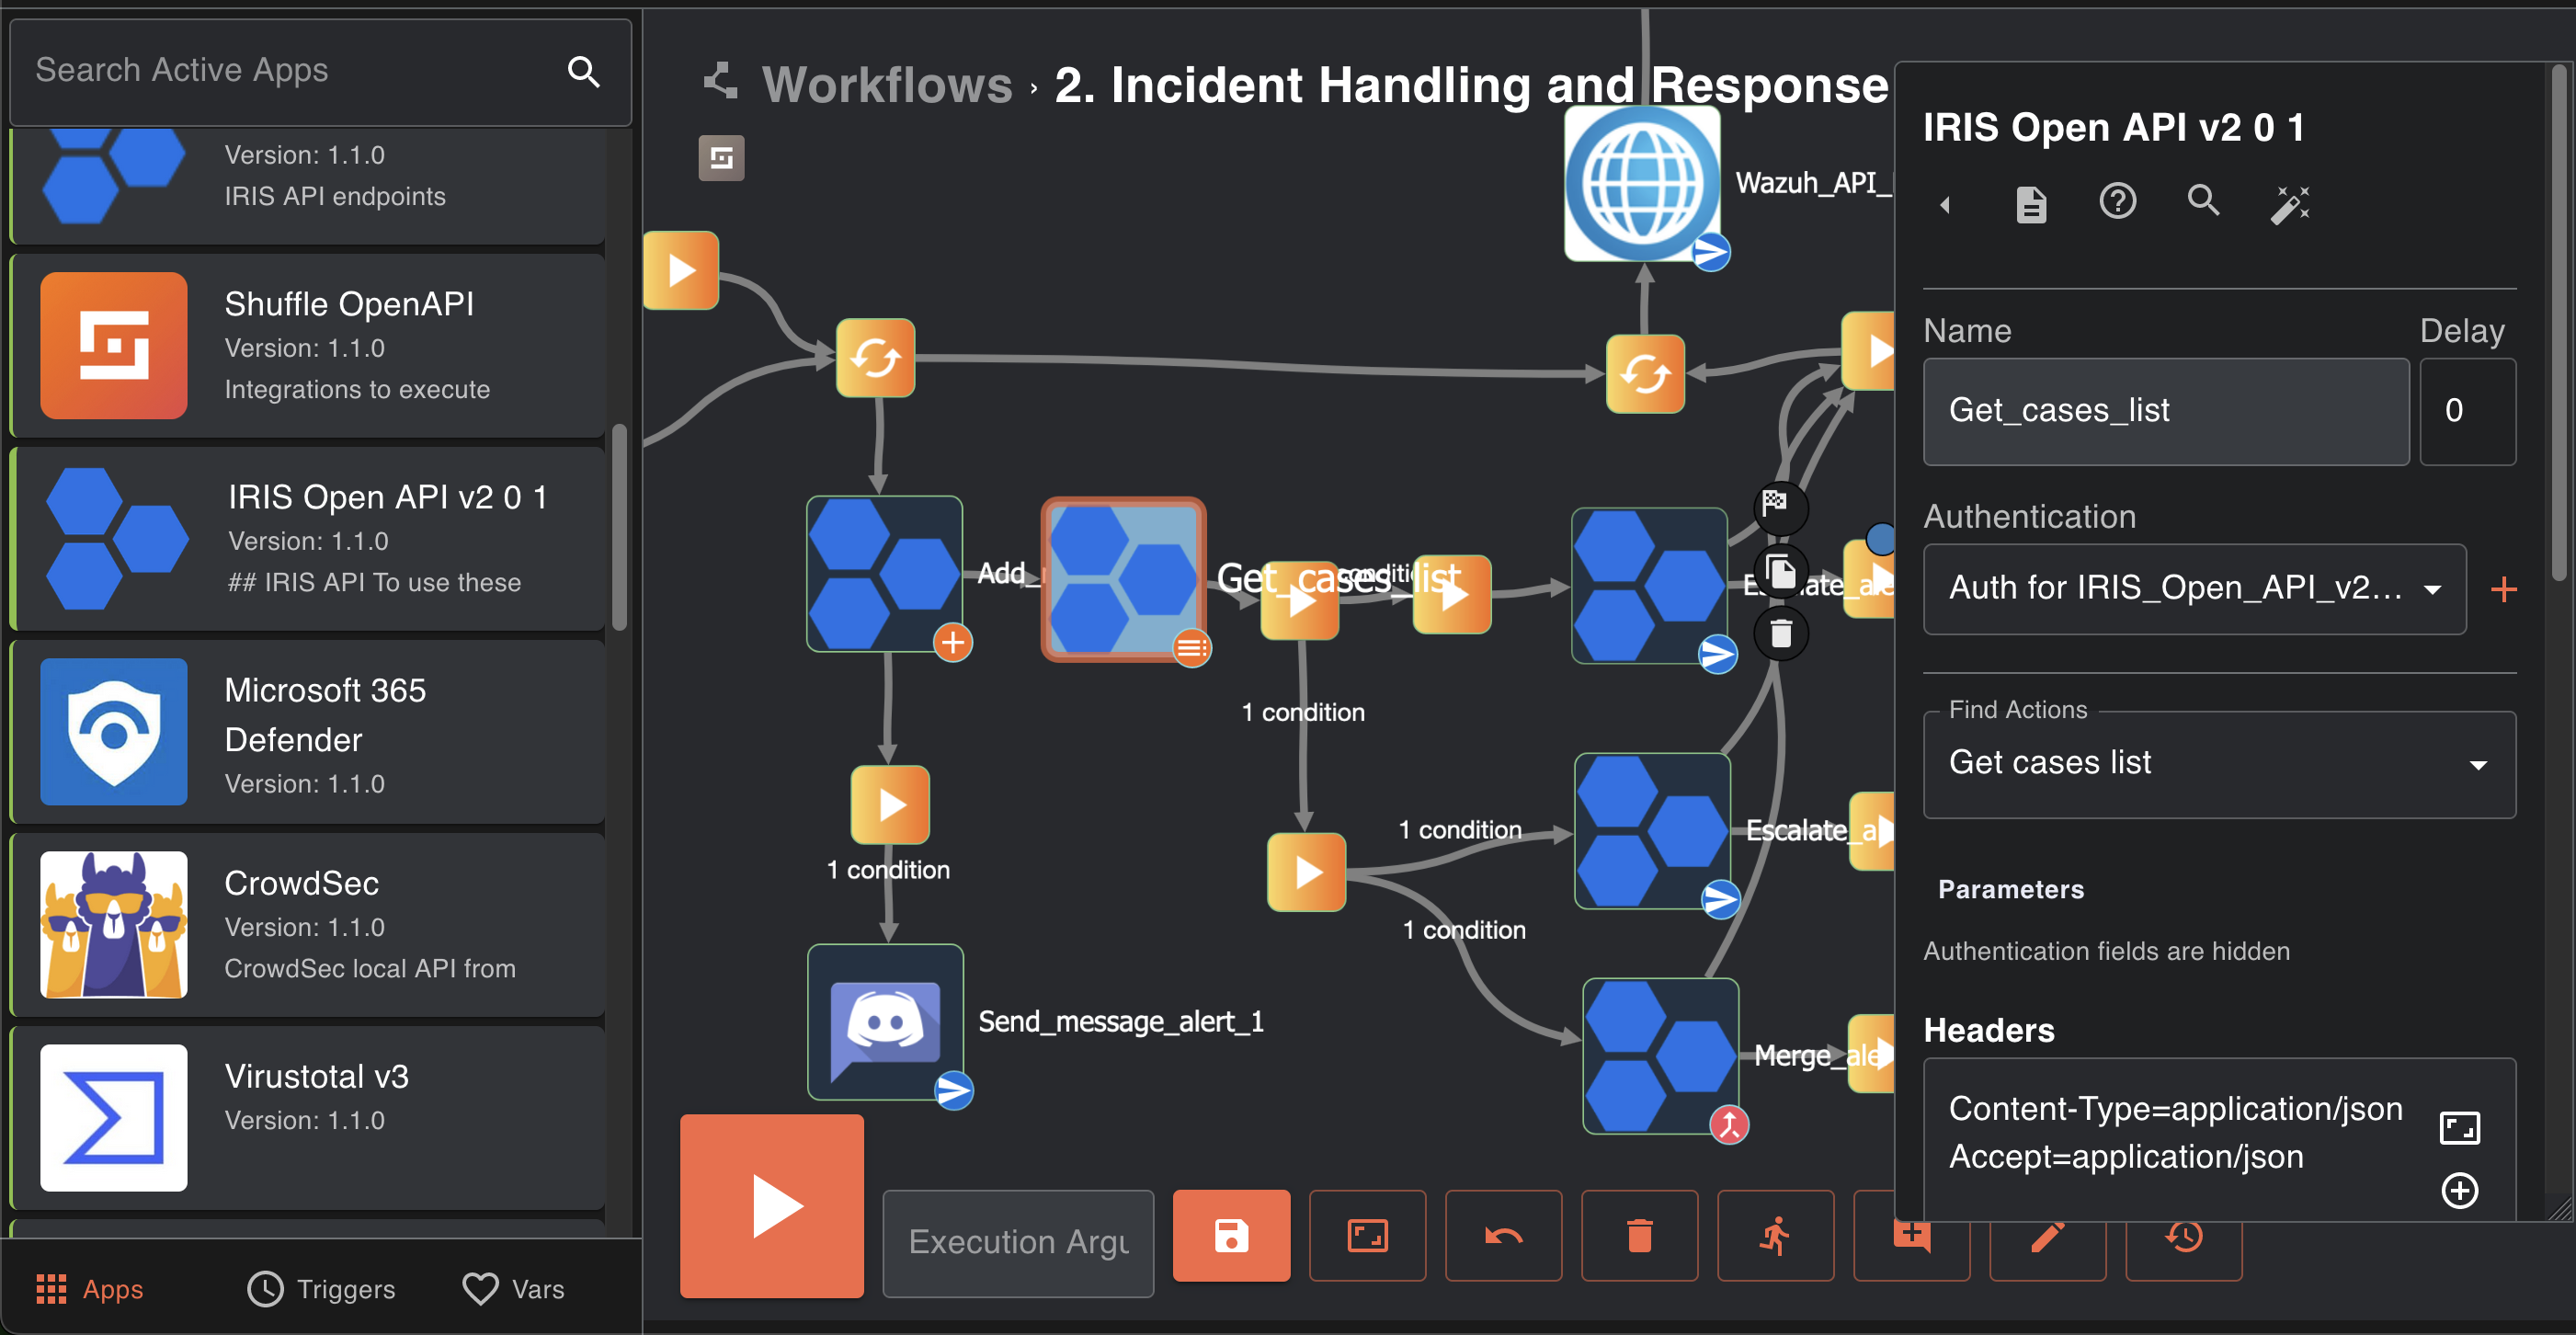 Search Active Apps
Version: 1.1.0
IRIS API endpoints
Shuffle OpenAPI
Version: 1.1.0
Integrations to execute
IRIS Open API v2 0 1
Version: 1.1.0
## IRIS API To use these
Microsoft 365
Defender
Version: 1.1.0
CrowdSec
Version: 1.1.0
CrowdSec local API from
Virustotal v3
Version: 1.1.0
Apps
Triggers
Vars
Workflows › 2. Incident Handling and Response
Wazuh_API_
Add_
Get_cases_list
1 condition
1 condition
1 condition
1 condition
Escalate_a
Send_message_alert_1
Merge_ale
Execution Argu
IRIS Open API v2 0 1
Name
Delay
Get_cases_list
0
Authentication
Auth for IRIS_Open_API_v2...
Find Actions
Get cases list
Parameters
Authentication fields are hidden
Headers
Content-Type=application/json
Accept=application/json